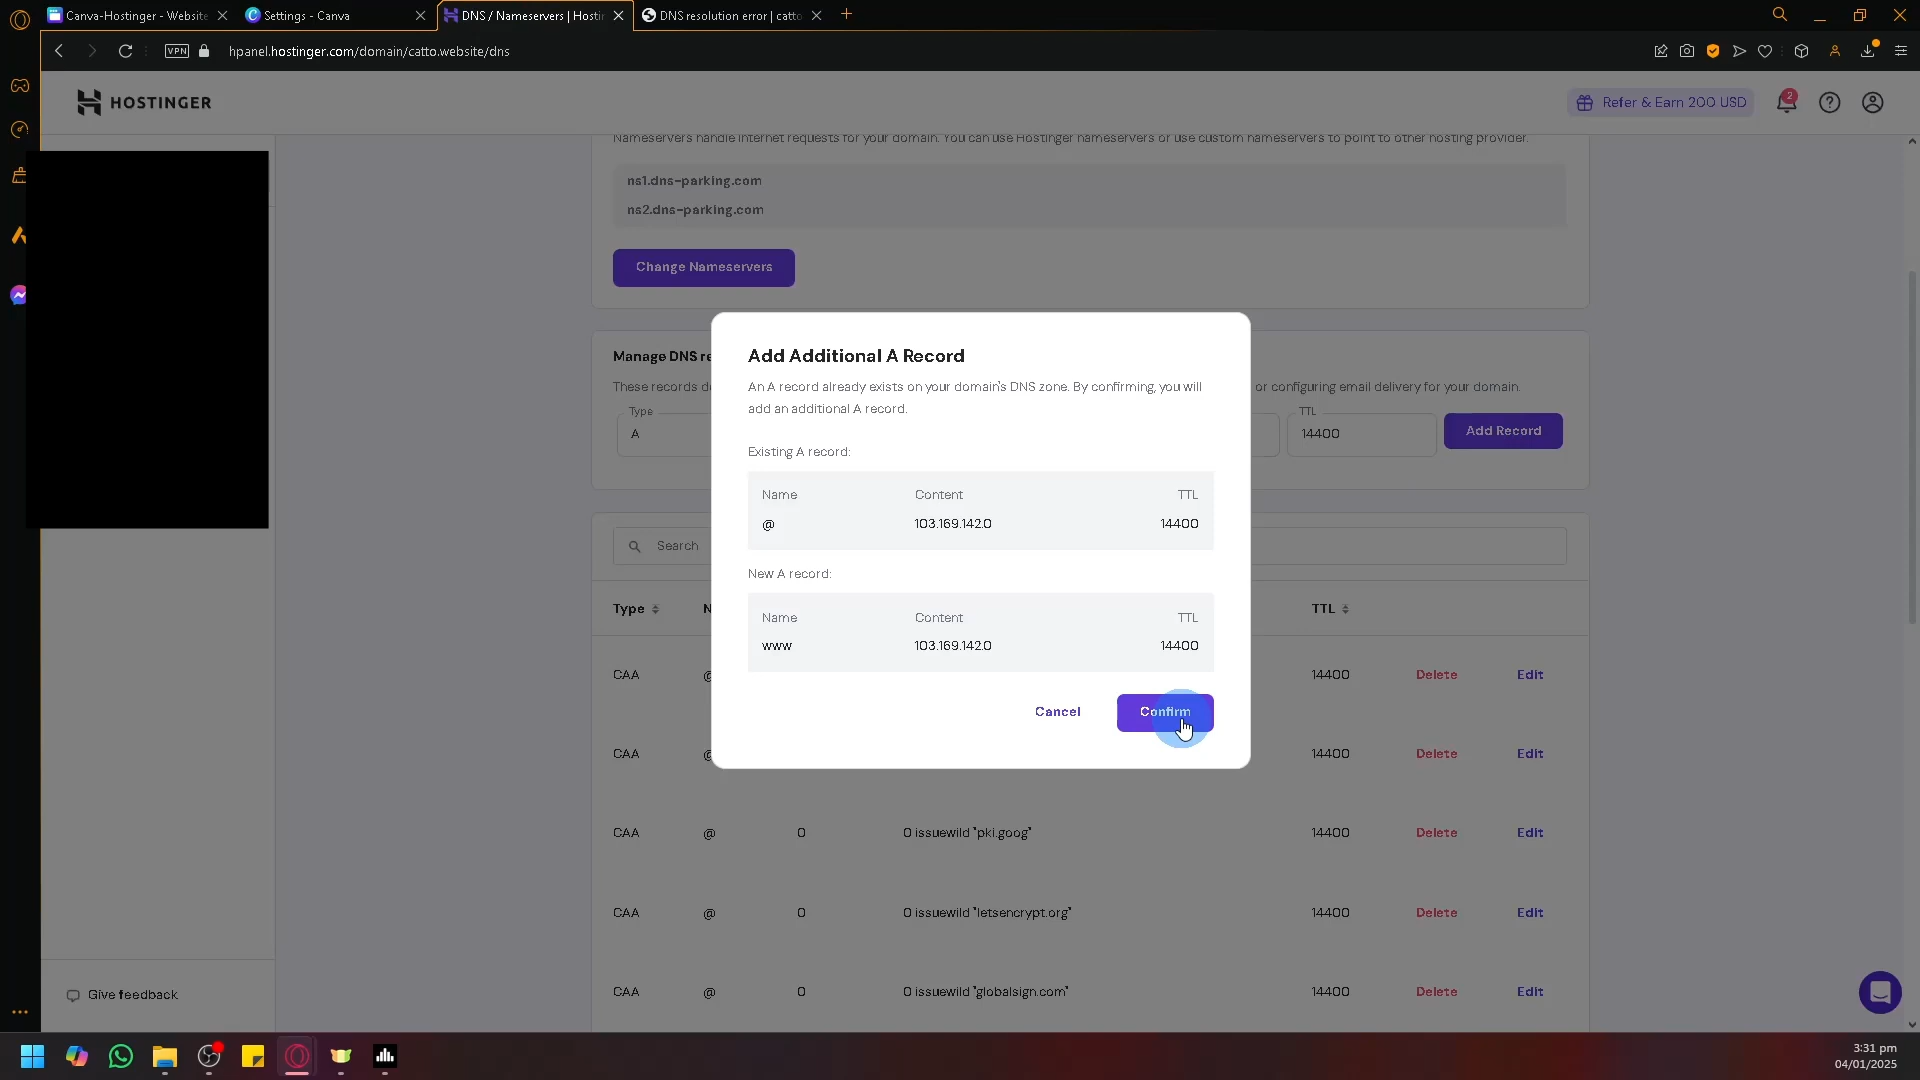 Canva-Hostinger - Website
Settings - Canva
DNS / Nameservers | Hostin
DNS resolution error | catto
VPN
hpanel.hostinger.com/domain/catto.website/dns
HOSTINGER
Refer & Earn 200 USD
2
Nameservers handle internet requests for your domain. You can use Hostinger nameservers or use custom nameservers to point to other hosting provider.
ns1.dns-parking.com
ns2.dns-parking.com
Change Nameservers
Manage DNS re
These records d
or configuring email delivery for your domain.
Type
A
TTL
14400
Add Record
Add Additional A Record
An A record already exists on your domain's DNS zone. By confirming, you will
add an additional A record.
Existing A record:
Name Content TTL
@ 103.169.142.0 14400
New A record:
Name Content TTL
www 103.169.142.0 14400
Cancel
Confirm
Search
Type N TTL
CAA @ 14400 Delete Edit
CAA @ 14400 Delete Edit
CAA @ 0 0 issuewild "pki.goog" 14400 Delete Edit
CAA @ 0 0 issuewild "letsencrypt.org" 14400 Delete Edit
CAA @ 0 0 issuewild "globalsign.com" 14400 Delete Edit
Give feedback
3:31 pm
04/01/2025